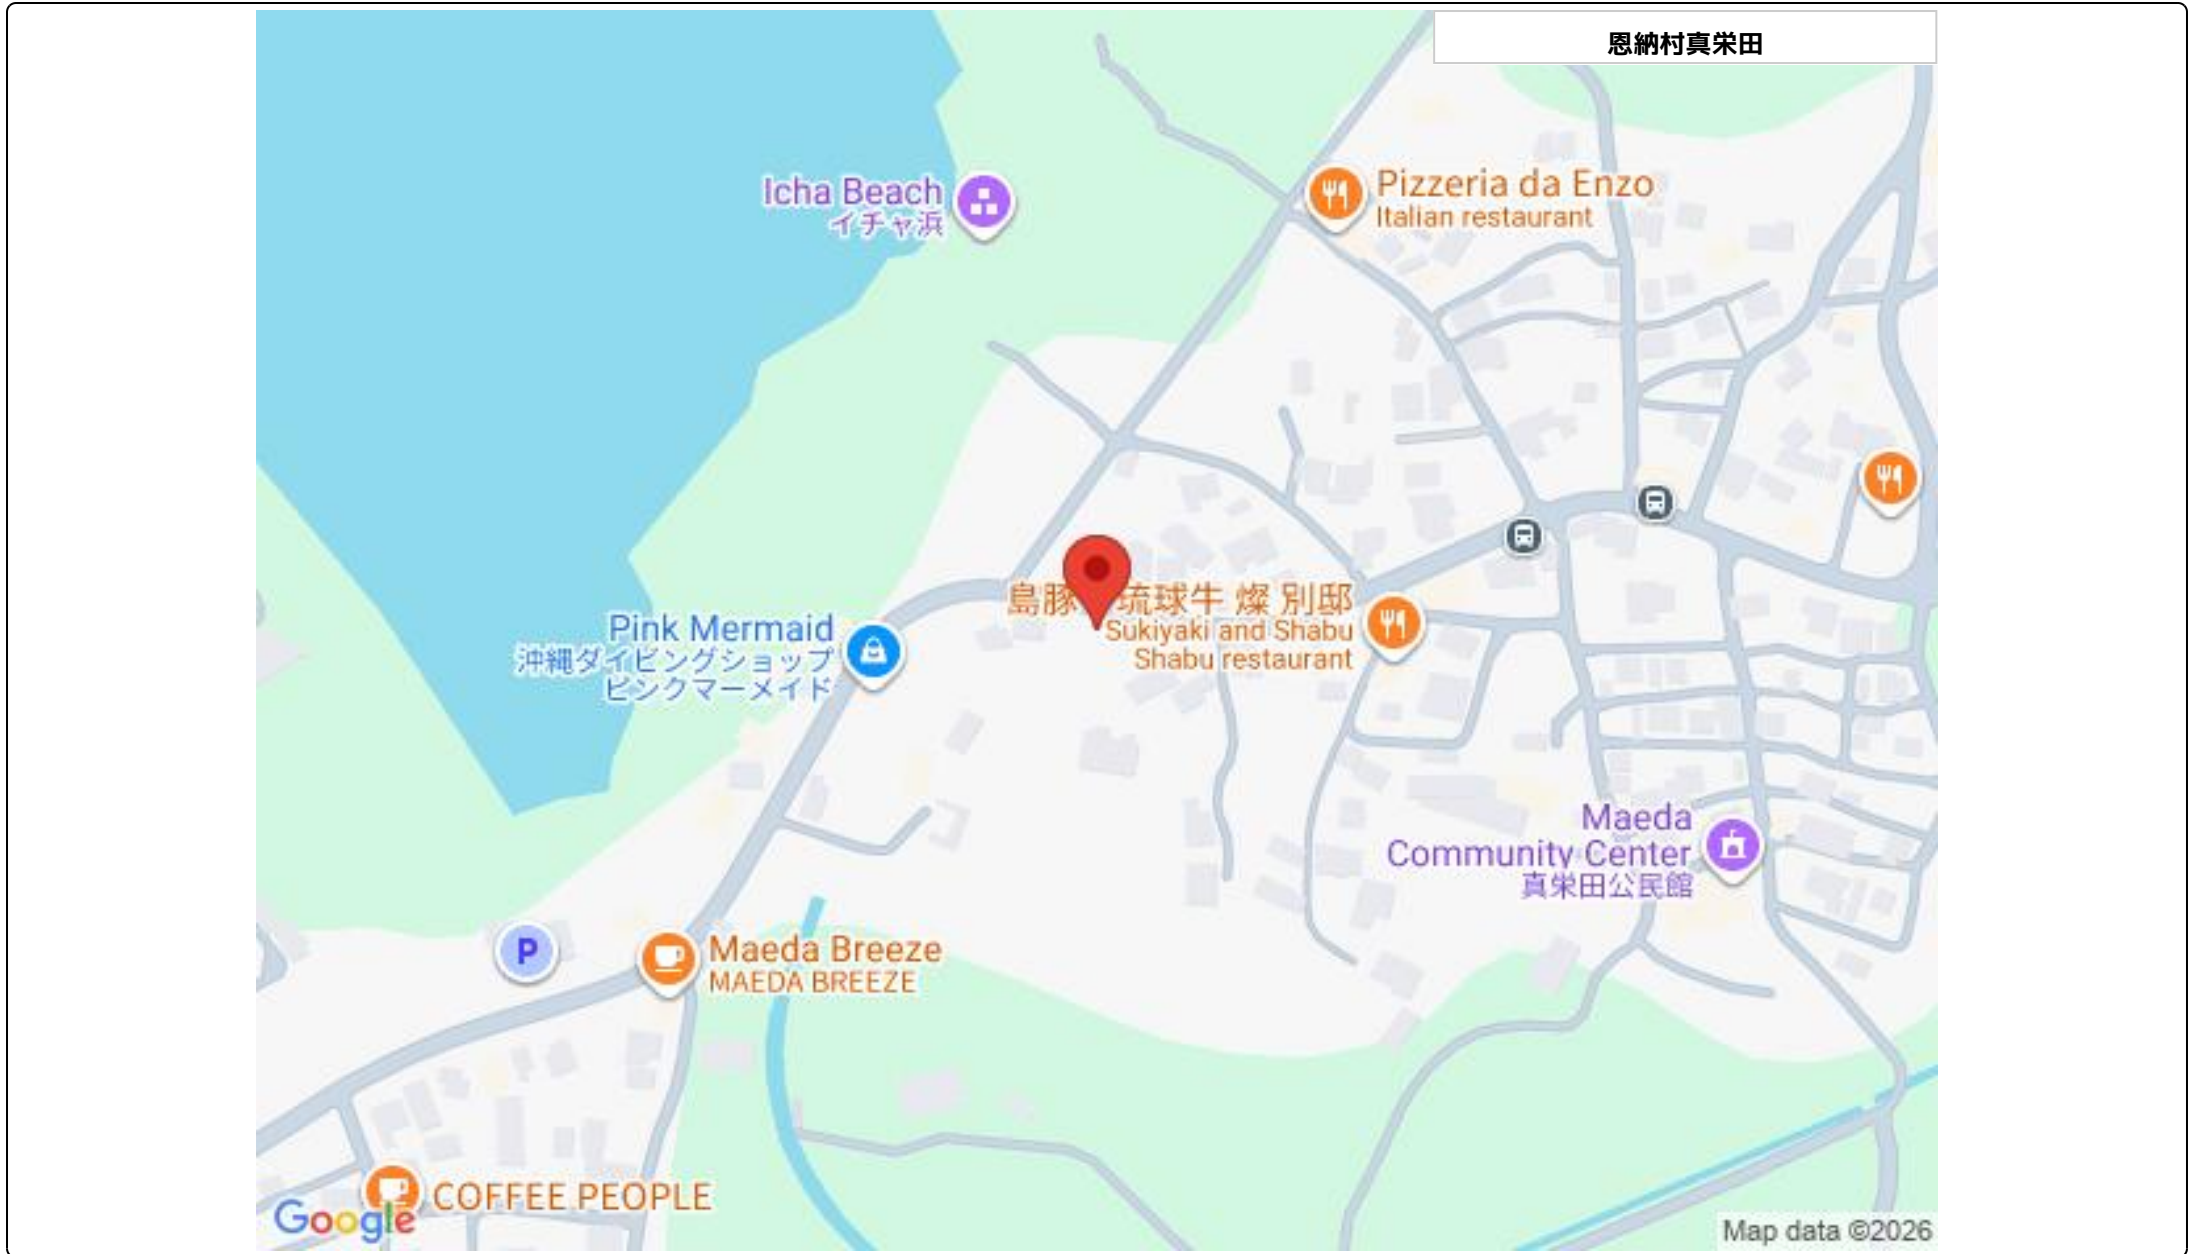 恩納村真栄田
Icha Beach
イチャ浜
Pizzeria da Enzo
Italian restaurant
島豚 琉球牛 燦 別邸
Sukiyaki and Shabu
Shabu restaurant
Pink Mermaid
沖縄ダイビングショップ
ピンクマーメイド
Maeda
Community Center
真栄田公民館
P
Maeda Breeze
MAEDA BREEZE
COFFEE PEOPLE
Google
Map data ©2026